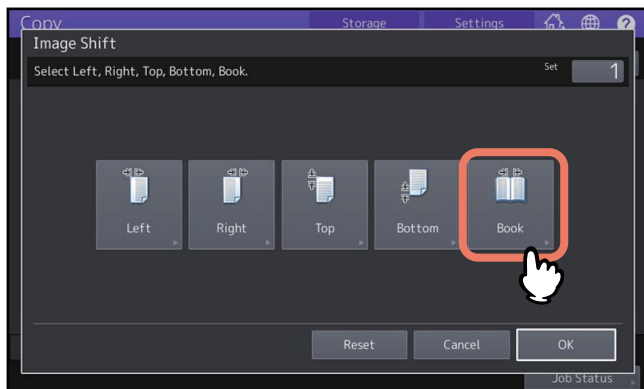 Copy
Storage Settings ?
Image Shift
Select Left, Right, Top, Bottom, Book.
Set 1
Left Right Top Bottom Book
Reset Cancel OK
Job Status